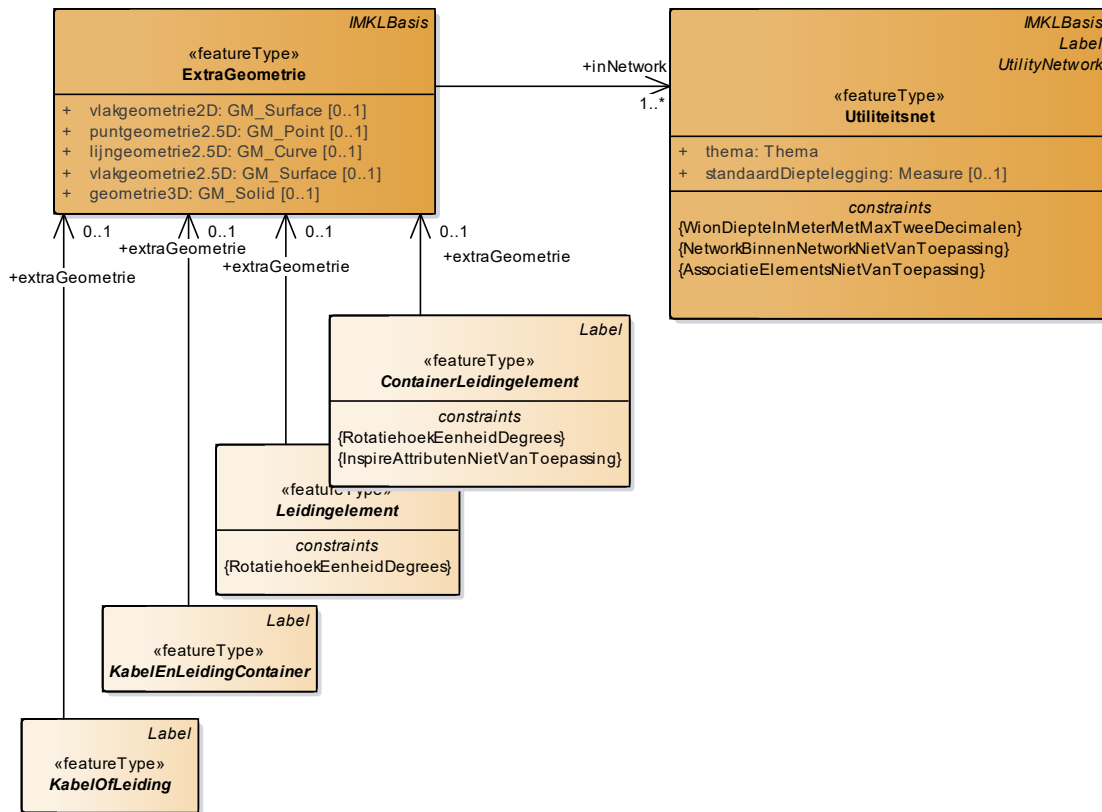 IMKLBasis
«featureType»
ExtraGeometrie
+ vlakgeometrie2D: GM_Surface [0..1]
+ puntgeometrie2.5D: GM_Point [0..1]
+ lijngeometrie2.5D: GM_Curve [0..1]
+ vlakgeometrie2.5D: GM_Surface [0..1]
+ geometrie3D: GM_Solid [0..1]
+inNetwork
1..*
IMKLBasis
Label
UtilityNetwork
«featureType»
Utiliteitsnet
+ thema: Thema
+ standaardDieptelegging: Measure [0..1]
constraints
{WionDiepteInMeterMetMaxTweeDecimalen}
{NetworkBinnenNetworkNietVanToepassing}
{AssociatieElementsNietVanToepassing}
0..1
0..1
0..1
0..1
+extraGeometrie
+extraGeometrie
+extraGeometrie
+extraGeometrie
Label
«featureType»
ContainerLeidingelement
constraints
{RotatiehoekEenheidDegrees}
{InspireAttributenNietVanToepassing}
«featureType»
Leidingelement
constraints
{RotatiehoekEenheidDegrees}
Label
«featureType»
KabelEnLeidingContainer
Label
«featureType»
KabelOfLeiding